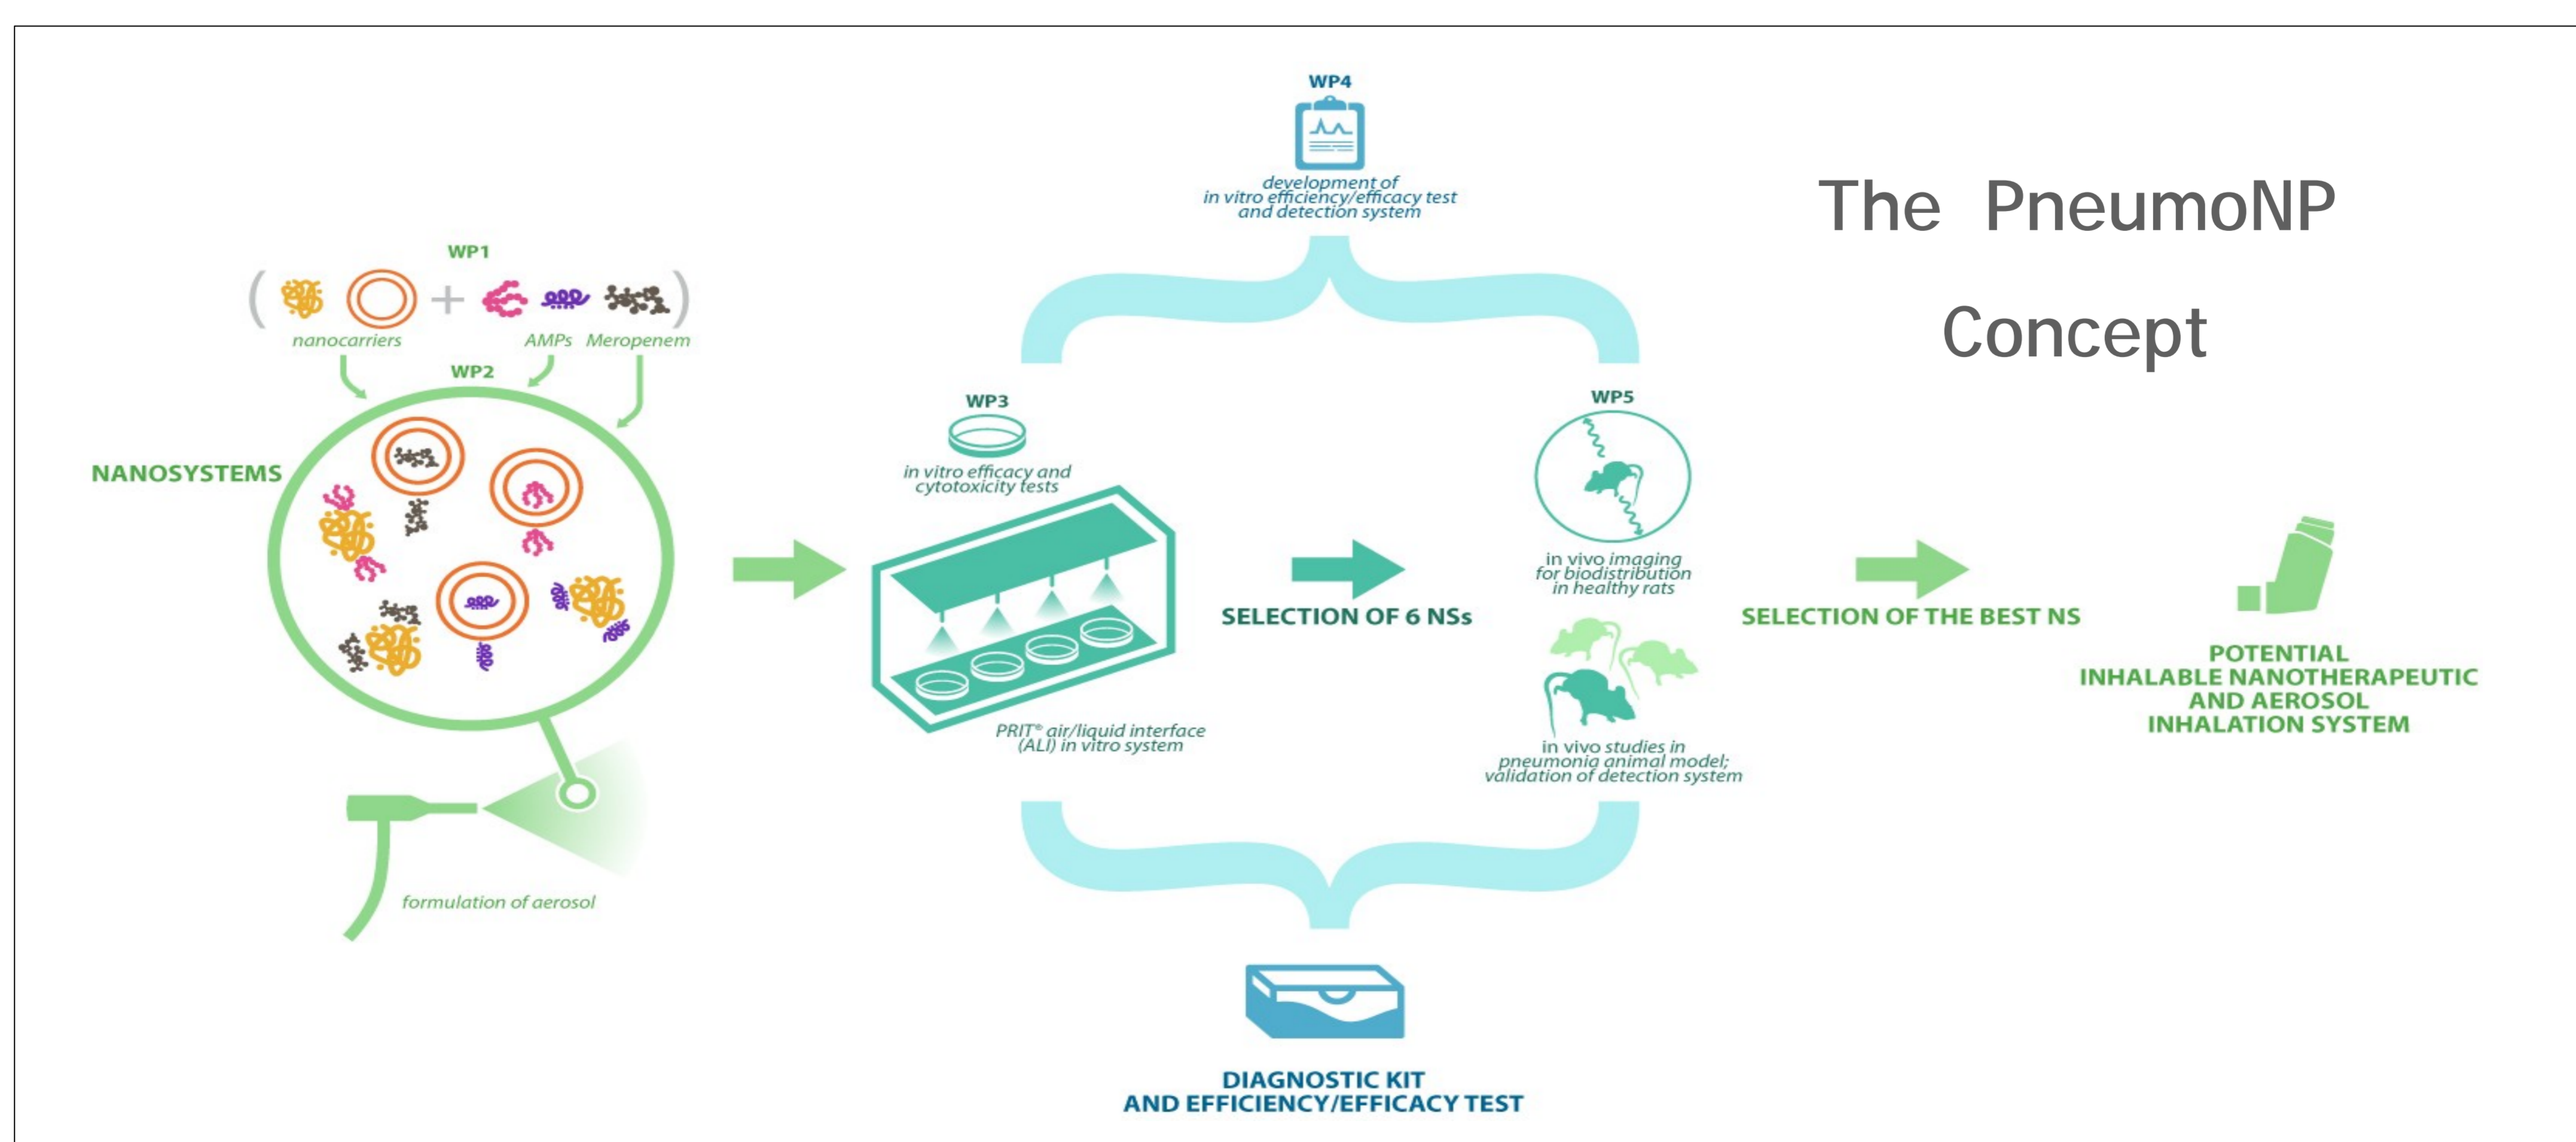 The PneumoNP
Concept
WP1
( + )
nanocarriers
AMPs
Meropenem
WP2
NANOSYSTEMS
formulation of aerosol
WP4
development of
in vitro efficiency/efficacy test
and detection system
WP3
in vitro efficacy and
cytotoxicity tests
PRIT® air/liquid interface
(ALI) in vitro system
SELECTION OF 6 NSs
WP5
in vivo imaging
for biodistribution
in healthy rats
in vivo studies in
pneumonia animal model;
validation of detection system
SELECTION OF THE BEST NS
POTENTIAL
INHALABLE NANOTHERAPEUTIC
AND AEROSOL
INHALATION SYSTEM
DIAGNOSTIC KIT
AND EFFICIENCY/EFFICACY TEST